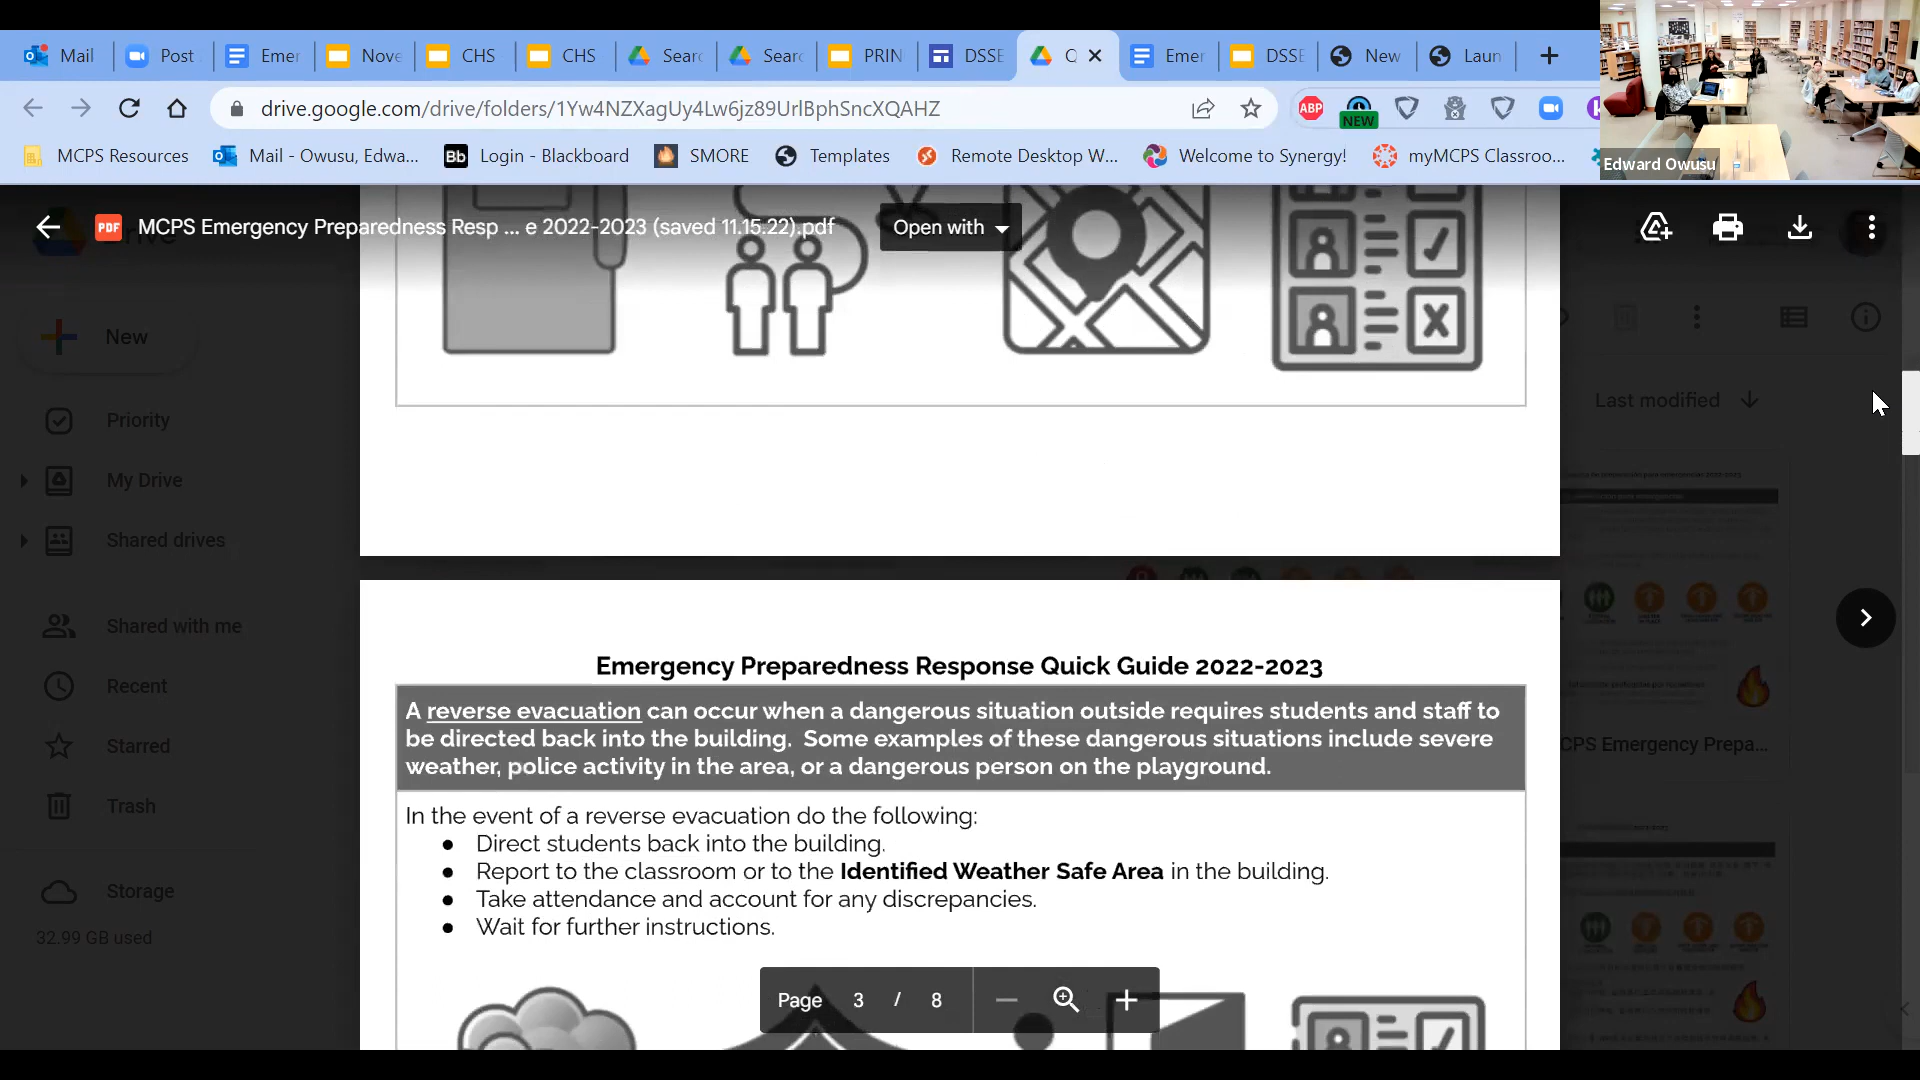 Mail
Post
Emer
Nove
CHS
CHS
Searc
Searc
PRIN
DSSE
Q
Emer
DSSE
New
Laun
drive.google.com/drive/folders/1Yw4NZXagUy4Lw6jz89UrlBphSncXQAHZ
ABP
NEW
MCPS Resources
Mail - Owusu, Edwa...
Bb
Login - Blackboard
SMORE
Templates
Remote Desktop W...
Welcome to Synergy!
myMCPS Classroo...
Edward Owusu
PDF
MCPS Emergency Preparedness Resp ... e 2022-2023 (saved 11.15.22).pdf
Open with
New
Priority
My Drive
Shared drives
Shared with me
Recent
Starred
Trash
Storage
32.99 GB used
Last modified
CPS Emergency Prepa...
Emergency Preparedness Response Quick Guide 2022-2023
A reverse evacuation can occur when a dangerous situation outside requires students and staff to
be directed back into the building. Some examples of these dangerous situations include severe
weather, police activity in the area, or a dangerous person on the playground.
In the event of a reverse evacuation do the following:
● Direct students back into the building.
● Report to the classroom or to the Identified Weather Safe Area in the building.
● Take attendance and account for any discrepancies.
● Wait for further instructions.
Page 3 / 8